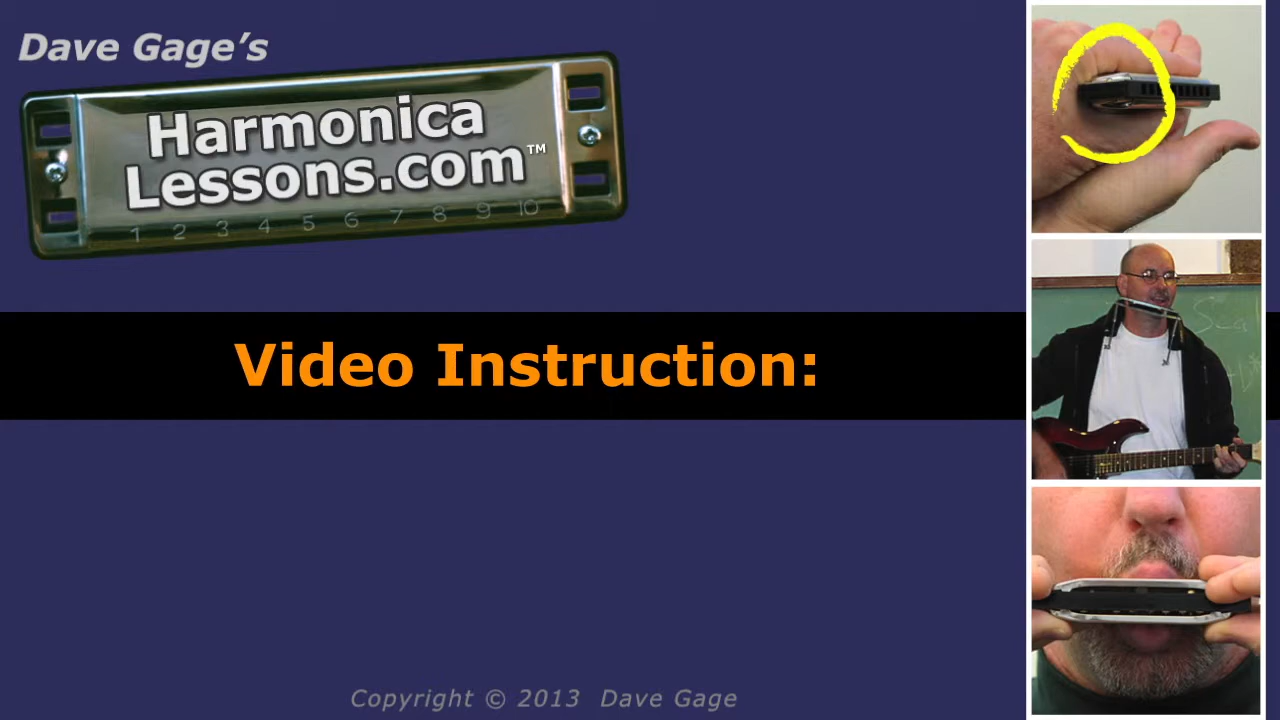 Dave Gage's
Harmonica
Lessons.com™
1 2 3 4 5 6 7 8 9 10
Video Instruction:
Copyright © 2013 Dave Gage